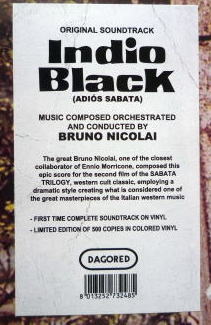 ORIGINAL SOUNDTRACK
Indio
Black
(ADIÓS SABATA)
MUSIC COMPOSED ORCHESTRATED
AND CONDUCTED BY
BRUNO NICOLAI
The great Bruno Nicolai, one of the closest
collaborator of Ennio Morricone, composed this
epic score for the second film of the SABATA
TRILOGY, western cult classic, employing a
dramatic style creating what is considered one of
the great masterpieces of the Italian western music
- FIRST TIME COMPLETE SOUNDTRACK ON VINYL
- LIMITED EDITION OF 500 COPIES IN COLORED VINYL
DAGORED
8013252732485